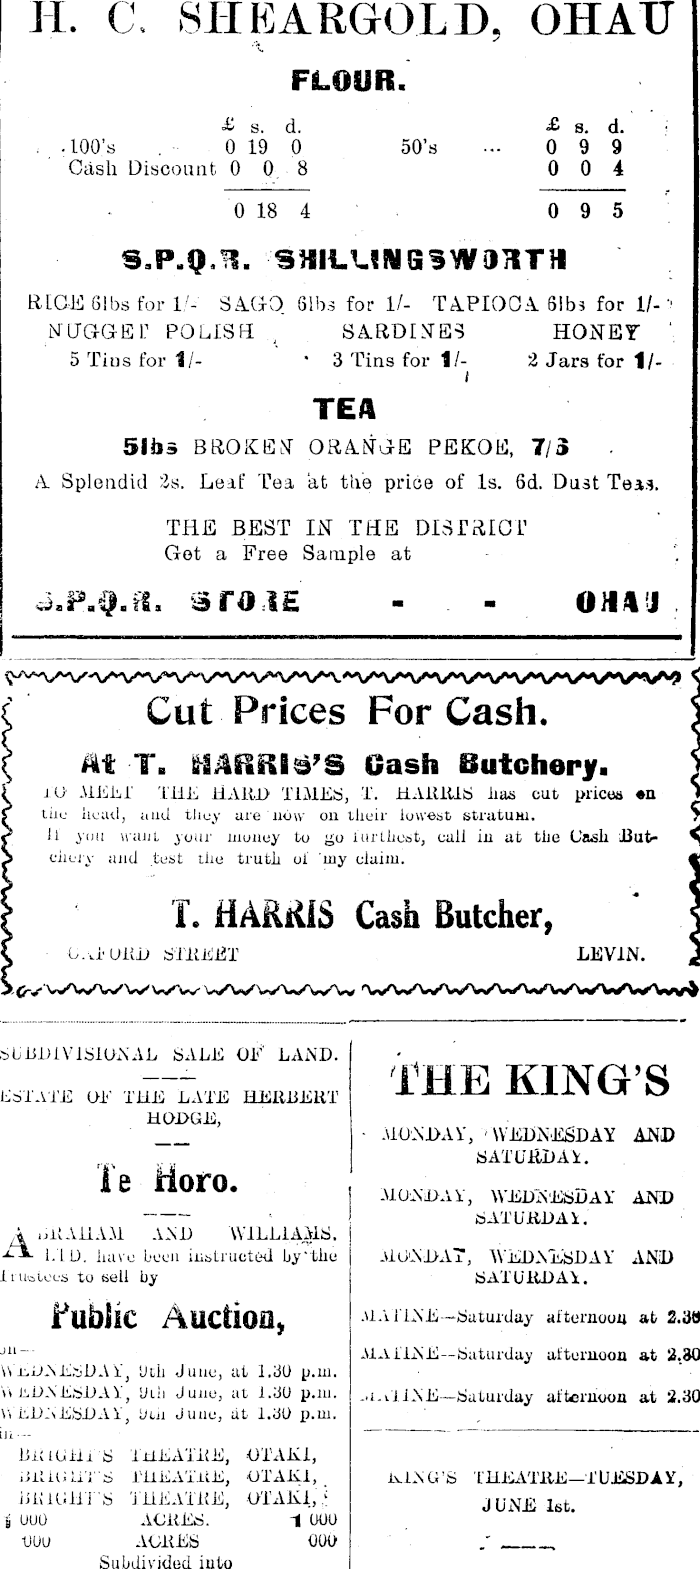 H. C. SHEARGOLD, OHAU
FLOUR.
£ s. d. £ s. d.
100's 0 19 0 50's ... 0 9 9
Cash Discount 0 0 8 0 0 4
0 18 4 0 9 5
S.P.Q.R. SHILLINGSWORTH
RICE 6lbs for 1/- SAGO 6lbs for 1/- TAPIOCA 6lbs for 1/-
NUGGET POLISH SARDINES HONEY
5 Tins for 1/- 3 Tins for 1/- 2 Jars for 1/-
TEA
5lbs BROKEN ORANGE PEKOE, 7/6
A Splendid 2s. Leaf Tea at the price of 1s. 6d. Dust Teas.
THE BEST IN THE DISTRICT
Get a Free Sample at
S.P.Q.R. STORE - - OHAU
Cut Prices For Cash.
At T. HARRIS'S Cash Butchery.
TO MEET THE HARD TIMES, T. HARRIS has cut prices on
the head, and they are now on their lowest stratum.
If you want your money to go furthest, call in at the Cash But-
chery and test the truth of my claim.
T. HARRIS Cash Butcher,
OXFORD STREET LEVIN.
SUBDIVISIONAL SALE OF LAND.
ESTATE OF THE LATE HERBERT
HODGE,
Te Horo.
ABRAHAM AND WILLIAMS,
LTD. have been instructed by the
Trustees to sell by
Public Auction,
on—
WEDNESDAY, 9th June, at 1.30 p.m.
WEDNESDAY, 9th June, at 1.30 p.m.
WEDNESDAY, 9th June, at 1.30 p.m.
in—
BRIGHT'S THEATRE, OTAKI,
BRIGHT'S THEATRE, OTAKI,
BRIGHT'S THEATRE, OTAKI,
000 ACRES. 1 000
000 ACRES 000
Subdivided into
THE KING'S
MONDAY, WEDNESDAY AND
SATURDAY.
MONDAY, WEDNESDAY AND
SATURDAY.
MONDAY, WEDNESDAY AND
SATURDAY.
MATINE—Saturday afternoon at 2.30
MATINE—Saturday afternoon at 2.30
MATINE—Saturday afternoon at 2.30
KING'S THEATRE—TUESDAY,
JUNE 1st.